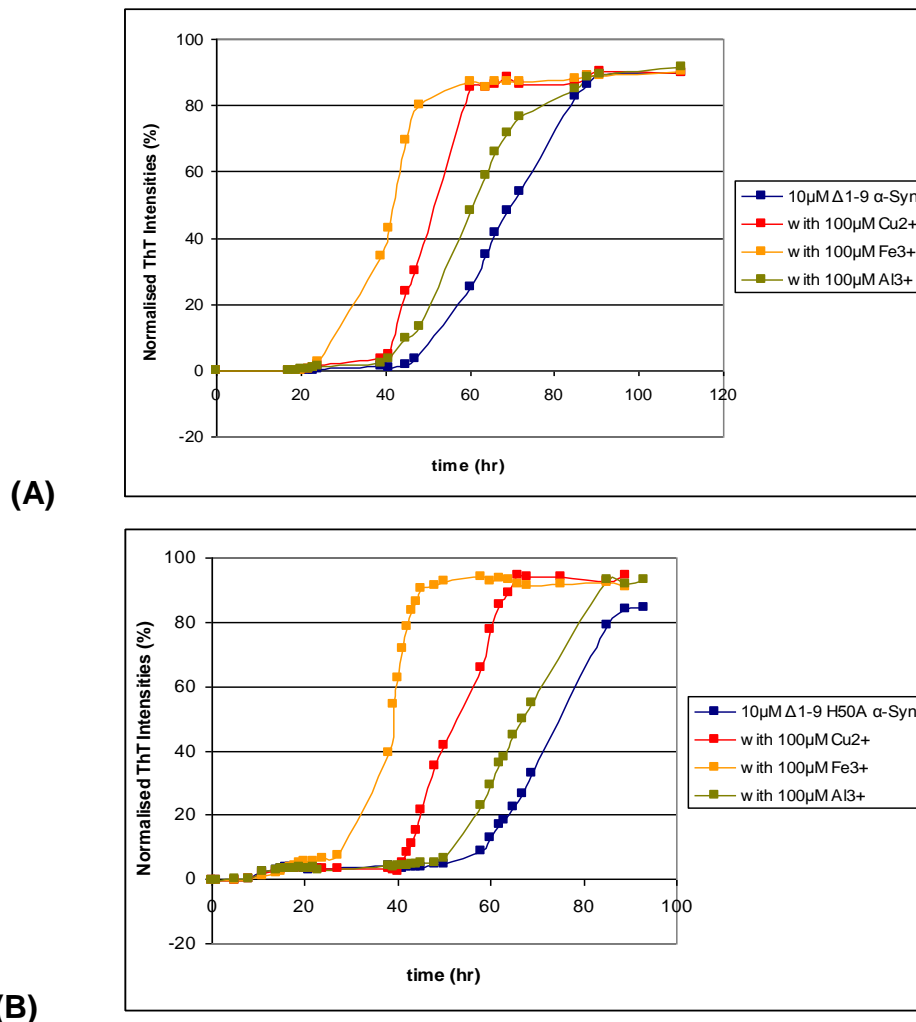 100
80
60
40
20
0
-20
0 20 40 60 80 100 120
Normalised ThT Intensities (%)
time (hr)
10µM Δ1-9 α-Syn
with 100µM Cu2+
with 100µM Fe3+
with 100µM Al3+
(A)
100
80
60
40
20
0
-20
0 20 40 60 80 100
Normalised ThT Intensities (%)
time (hr)
10µM Δ1-9 H50A α-Syn
with 100µM Cu2+
with 100µM Fe3+
with 100µM Al3+
(B)